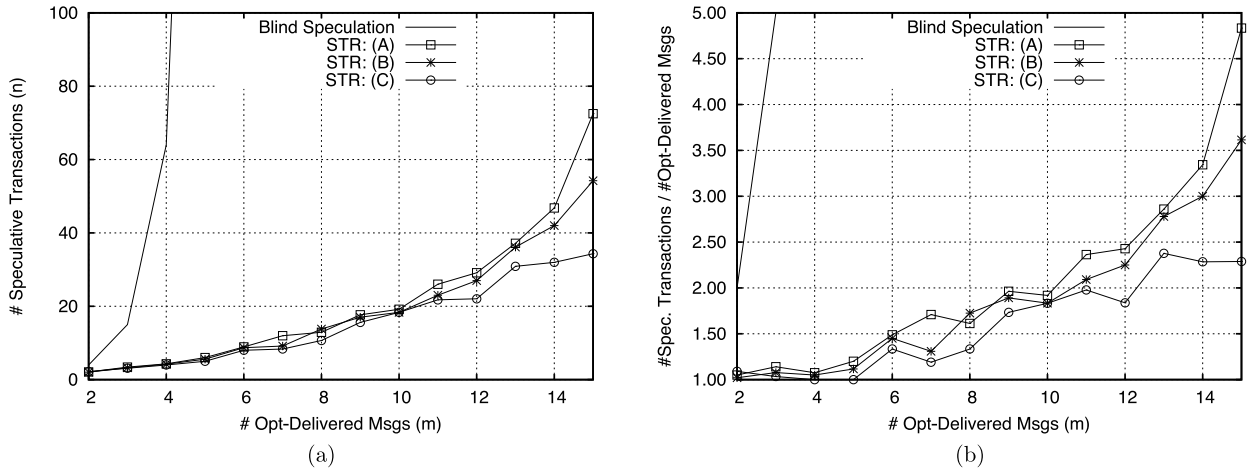 100
80
60
40
20
0
2
4
6
8
10
12
14
# Speculative Transactions (n)
# Opt-Delivered Msgs (m)
Blind Speculation
STR: (A)
STR: (B)
STR: (C)
(a)
5.00
4.50
4.00
3.50
3.00
2.50
2.00
1.50
1.00
2
4
6
8
10
12
14
#Spec. Transactions / #Opt-Delivered Msgs
# Opt-Delivered Msgs (m)
Blind Speculation
STR: (A)
STR: (B)
STR: (C)
(b)